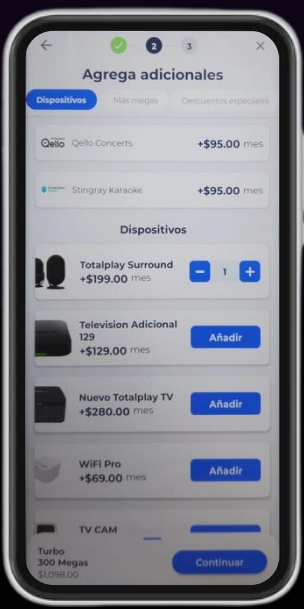 2 3
Agrega adicionales
Dispositivos Más megas Descuentos especiales
Qello Qello Concerts +$95.00 mes
Stingray Karaoke +$95.00 mes
Dispositivos
Totalplay Surround
+$199.00 mes
1
Television Adicional
129
+$129.00 mes
Añadir
Nuevo Totalplay TV
+$280.00 mes
Añadir
WiFi Pro
+$69.00 mes
Añadir
TV CAM
Turbo
300 Megas
$1,098.00
Continuar